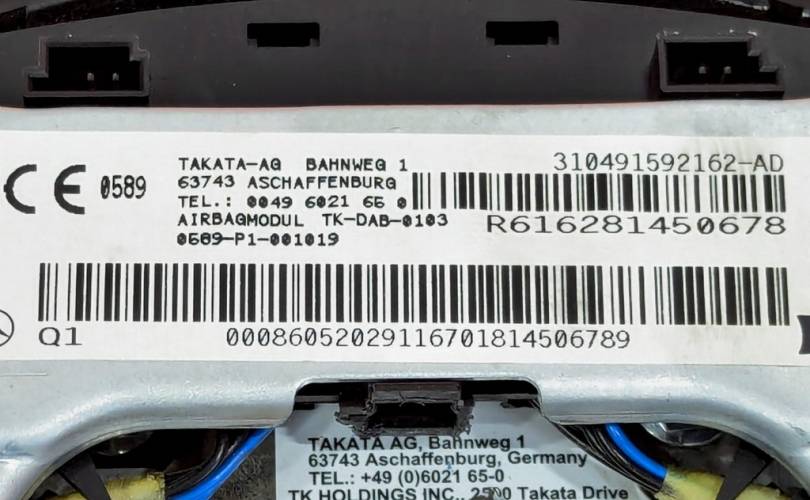 CE 0589
TAKATA-AG BAHNWEG 1
63743 ASCHAFFENBURG
TEL.: 0049 6021 65 0
AIRBAGMODUL TK-DAB-0103
0589-P1-001019
310491592162-AD
R616281450678
Q1
00086052029116701814506789
TAKATA AG, Bahnweg 1
63743 Aschaffenburg, Germany
TEL.: +49 (0)6021 65-0
TK HOLDINGS INC., 2500 Takata Drive